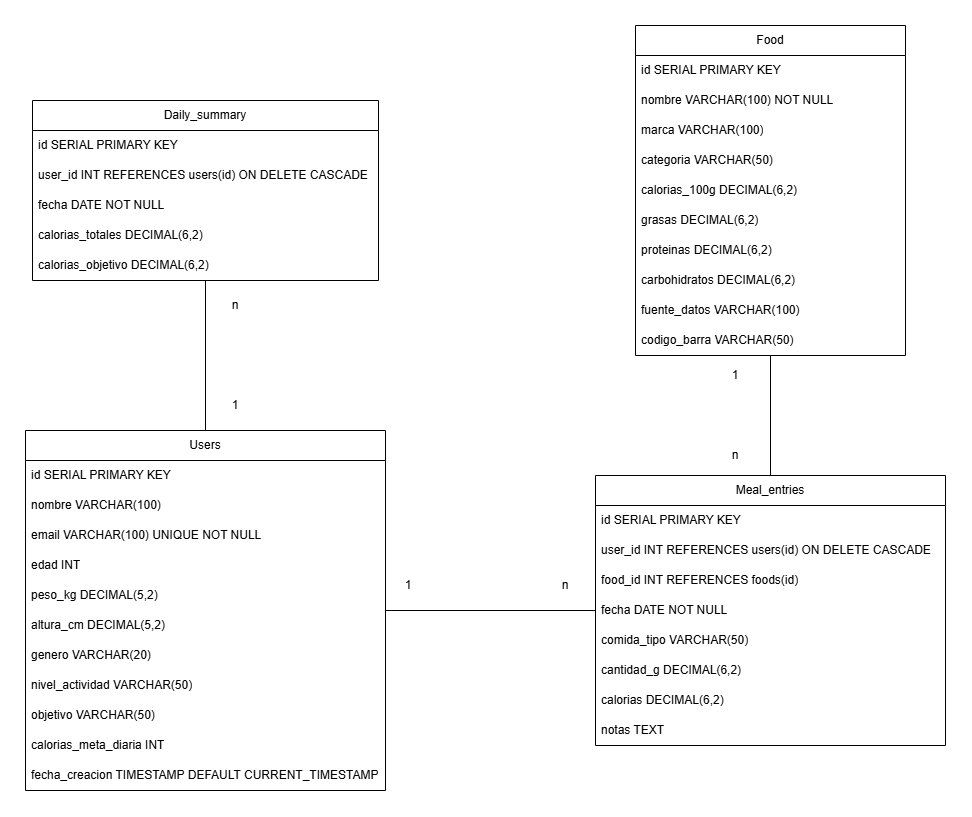 Food
id SERIAL PRIMARY KEY
nombre VARCHAR(100) NOT NULL
marca VARCHAR(100)
categoria VARCHAR(50)
calorias_100g DECIMAL(6,2)
grasas DECIMAL(6,2)
proteinas DECIMAL(6,2)
carbohidratos DECIMAL(6,2)
fuente_datos VARCHAR(100)
codigo_barra VARCHAR(50)
Daily_summary
id SERIAL PRIMARY KEY
user_id INT REFERENCES users(id) ON DELETE CASCADE
fecha DATE NOT NULL
calorias_totales DECIMAL(6,2)
calorias_objetivo DECIMAL(6,2)
n
1
1
n
Users
id SERIAL PRIMARY KEY
nombre VARCHAR(100)
email VARCHAR(100) UNIQUE NOT NULL
edad INT
peso_kg DECIMAL(5,2)
altura_cm DECIMAL(5,2)
genero VARCHAR(20)
nivel_actividad VARCHAR(50)
objetivo VARCHAR(50)
calorias_meta_diaria INT
fecha_creacion TIMESTAMP DEFAULT CURRENT_TIMESTAMP
1
n
Meal_entries
id SERIAL PRIMARY KEY
user_id INT REFERENCES users(id) ON DELETE CASCADE
food_id INT REFERENCES foods(id)
fecha DATE NOT NULL
comida_tipo VARCHAR(50)
cantidad_g DECIMAL(6,2)
calorias DECIMAL(6,2)
notas TEXT